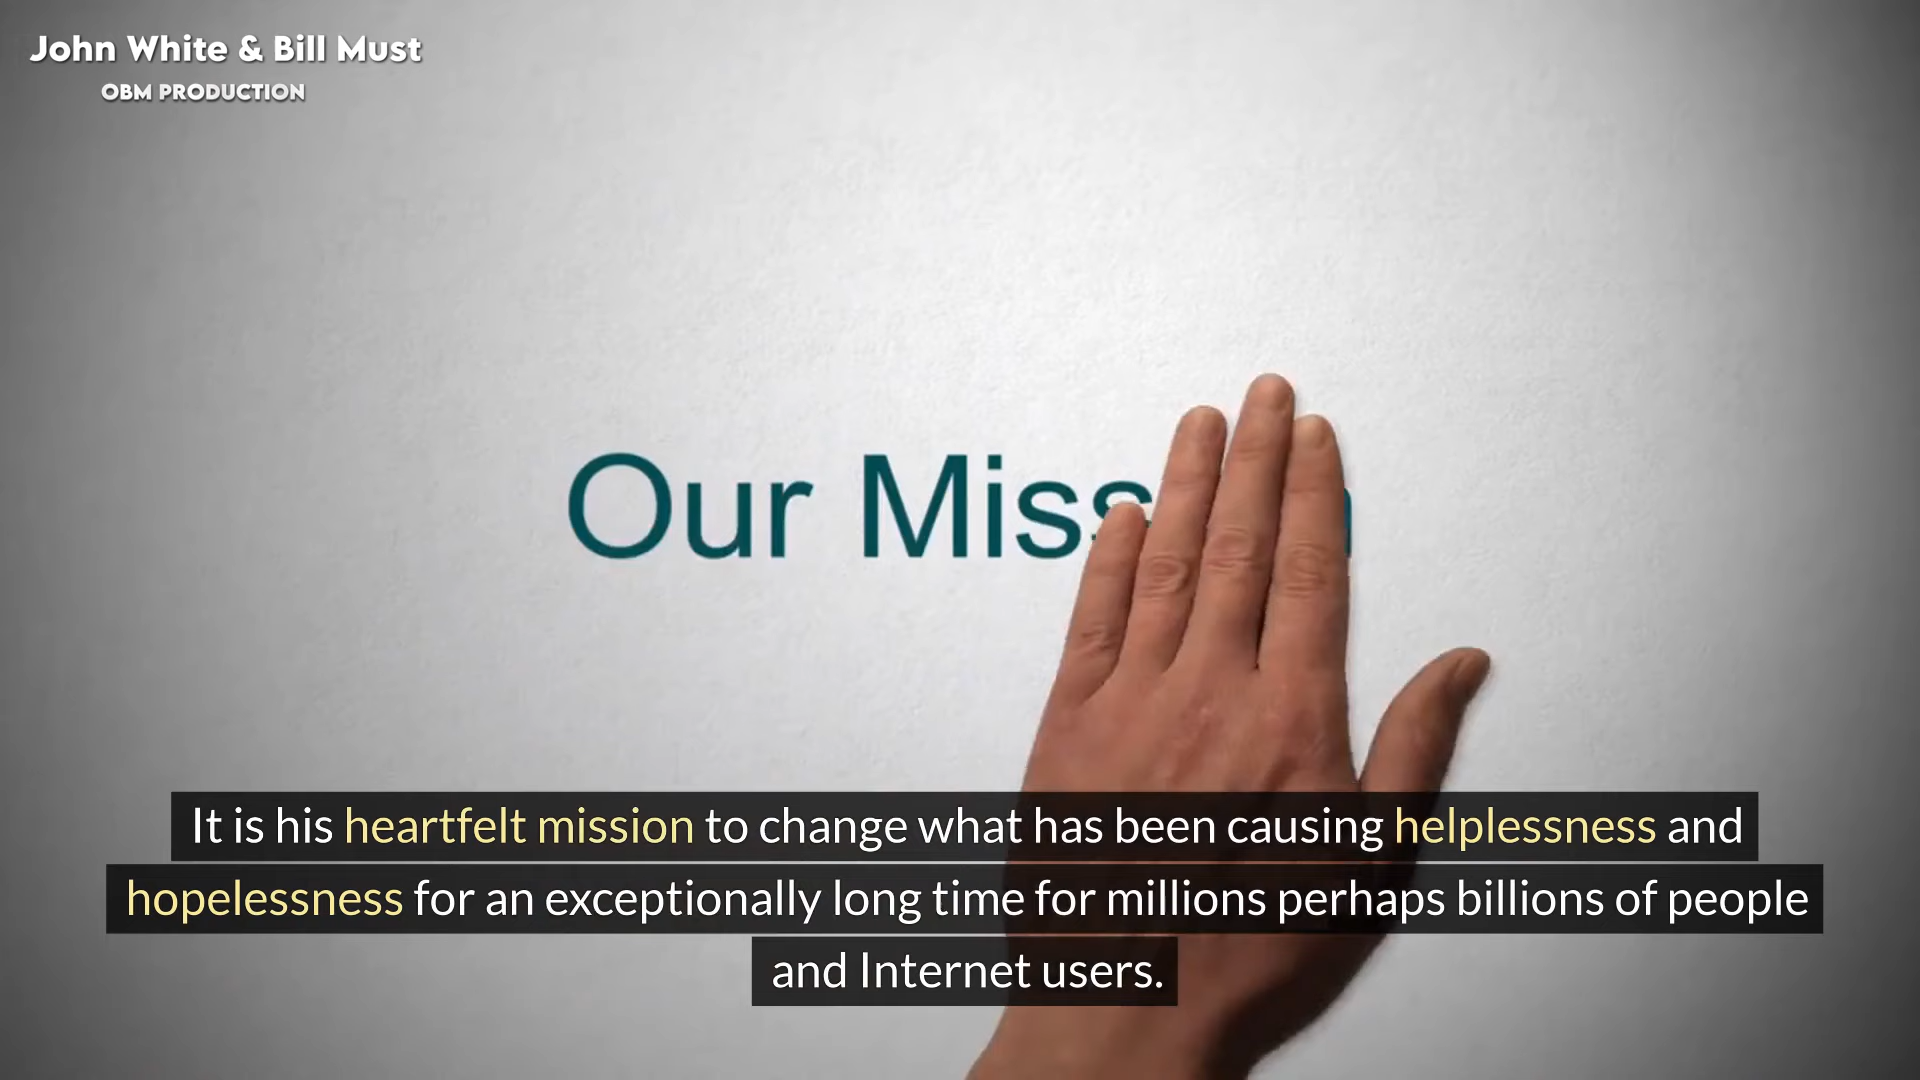 John White & Bill Must
OBM PRODUCTION
Our Miss
It is his heartfelt mission to change what has been causing helplessness and
hopelessness for an exceptionally long time for millions perhaps billions of people
and Internet users.